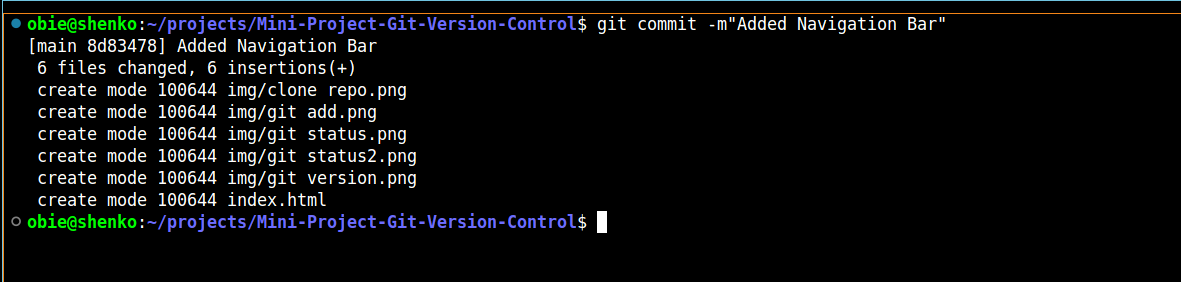 obie@shenko:~/projects/Mini-Project-Git-Version-Control$ git commit -m"Added Navigation Bar"
[main 8d83478] Added Navigation Bar
 6 files changed, 6 insertions(+)
 create mode 100644 img/clone repo.png
 create mode 100644 img/git add.png
 create mode 100644 img/git status.png
 create mode 100644 img/git status2.png
 create mode 100644 img/git version.png
 create mode 100644 index.html
obie@shenko:~/projects/Mini-Project-Git-Version-Control$